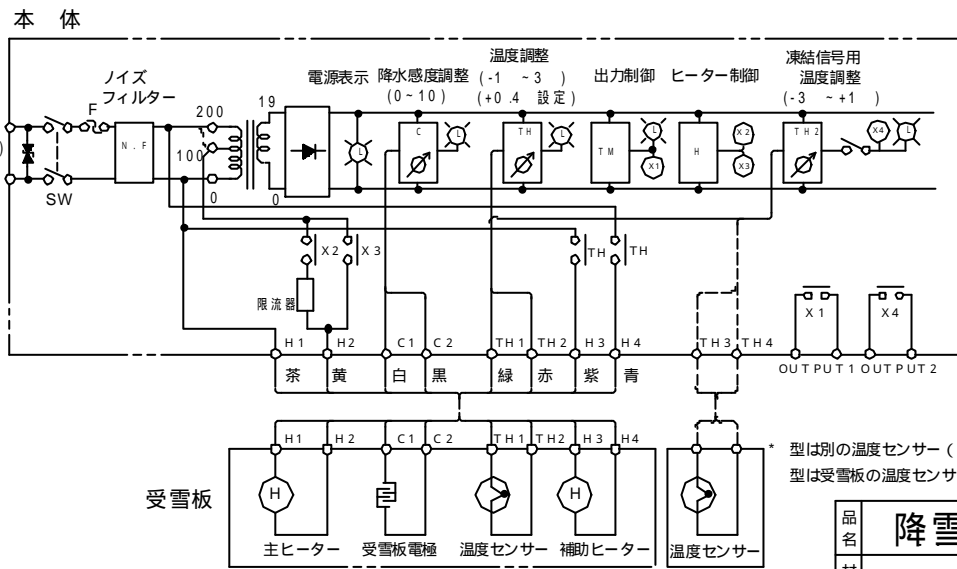 本 体
ノイズ
フィルター
F
N.F
SW
200
100
0
19
0
電源表示
降水感度調整
(0~10)
温度調整
(-1 ~3 )
(+0.4 設定)
出力制御
ヒーター制御
凍結信号用
温度調整
(-3 ~+1 )
L
C
L
TH
L
TM
L
X1
H
X2
X3
TH2
X4
L
X2
X3
限流器
TH
TH
X1
X4
H1
H2
C1
C2
TH1
TH2
H3
H4
TH3
TH4
OUTPUT1
OUTPUT2
茶
黄
白
黒
緑
赤
紫
青
H1
H2
C1
C2
TH1
TH2
H3
H4
受雪板
H
H
主ヒーター
受雪板電極
温度センサー
補助ヒーター
温度センサー
* 型は別の温度センサー (
型は受雪板の温度センサ
品名
降雪